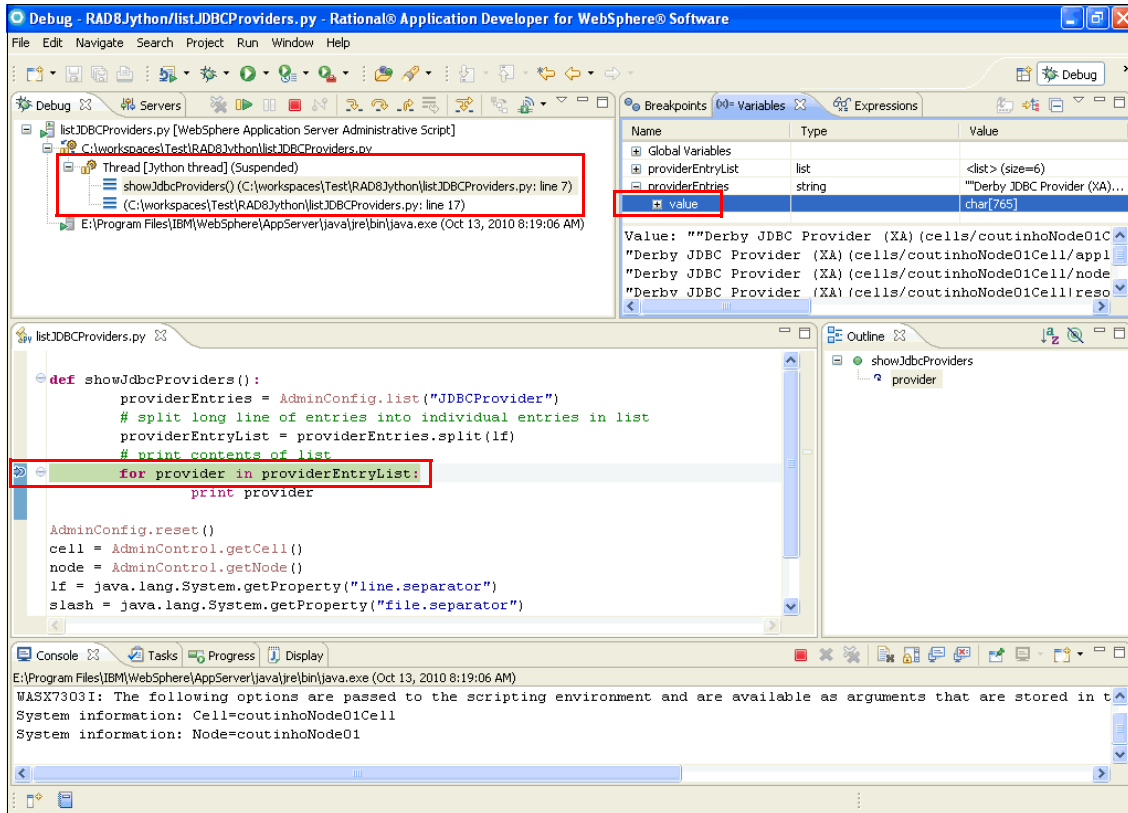 Debug - RAD8Jython/listJDBCProviders.py - Rational® Application Developer for WebSphere® Software
File Edit Navigate Search Project Run Window Help
Debug
Debug Servers
listJDBCProviders.py [WebSphere Application Server Administrative Script]
C:\workspaces\Test\RAD8Jython\listJDBCProviders.py
Thread [Jython thread] (Suspended)
showJdbcProviders() (C:\workspaces\Test\RAD8Jython\listJDBCProviders.py: line 7)
(C:\workspaces\Test\RAD8Jython\listJDBCProviders.py: line 17)
E:\Program Files\IBM\WebSphere\AppServer\java\jre\bin\java.exe (Oct 13, 2010 8:19:06 AM)
Breakpoints (x)= Variables Expressions
Name Type Value
Global Variables
providerEntryList list <list> (size=6)
providerEntries string ""Derby JDBC Provider (XA)...
value char[765]
Value: ""Derby JDBC Provider (XA)(cells/coutinhoNode01C
"Derby JDBC Provider (XA)(cells/coutinhoNode01Cell/appl
"Derby JDBC Provider (XA)(cells/coutinhoNode01Cell/node
"Derby JDBC Provider (XA)(cells/coutinhoNode01Cell|reso
listJDBCProviders.py
def showJdbcProviders():
providerEntries = AdminConfig.list("JDBCProvider")
# split long line of entries into individual entries in list
providerEntryList = providerEntries.split(lf)
# print contents of list
for provider in providerEntryList:
print provider
AdminConfig.reset()
cell = AdminControl.getCell()
node = AdminControl.getNode()
lf = java.lang.System.getProperty("line.separator")
slash = java.lang.System.getProperty("file.separator")
Outline
showJdbcProviders
provider
Console Tasks Progress Display
E:\Program Files\IBM\WebSphere\AppServer\java\jre\bin\java.exe (Oct 13, 2010 8:19:06 AM)
WASX7303I: The following options are passed to the scripting environment and are available as arguments that are stored in t
System information: Cell=coutinhoNode01Cell
System information: Node=coutinhoNode01